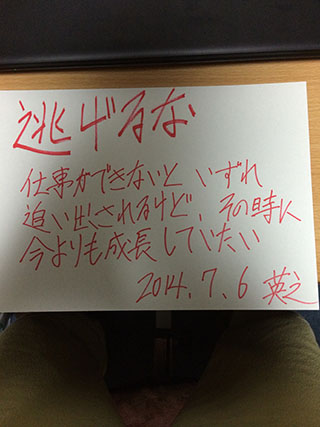 逃げるな
仕事ができないと いずれ
追い出されるけど、その時に
今よりも成長していたい
2014.7.6 英之